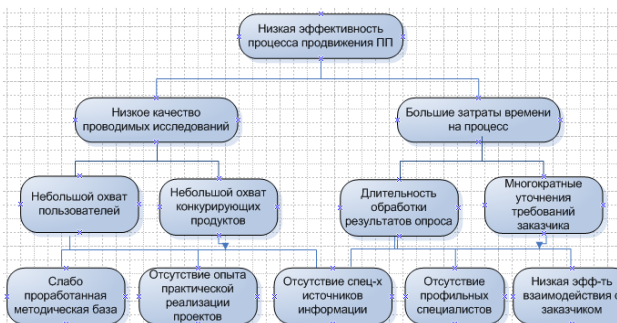 Низкая эффективность
процесса продвижения ПП
Низкое качество
проводимых исследований
Большие затраты времени
на процесс
Небольшой охват
пользователей
Небольшой охват
конкурирующих
продуктов
Длительность
обработки
результатов опроса
Многократные
уточнения
требований
заказчика
Слабо
проработанная
методическая база
Отсутствие опыта
практической
реализации
проектов
Отсутствие спец-х
источников
информации
Отсутствие
профильных
специалистов
Низкая эфф-ть
взаимодействия с
заказчиком